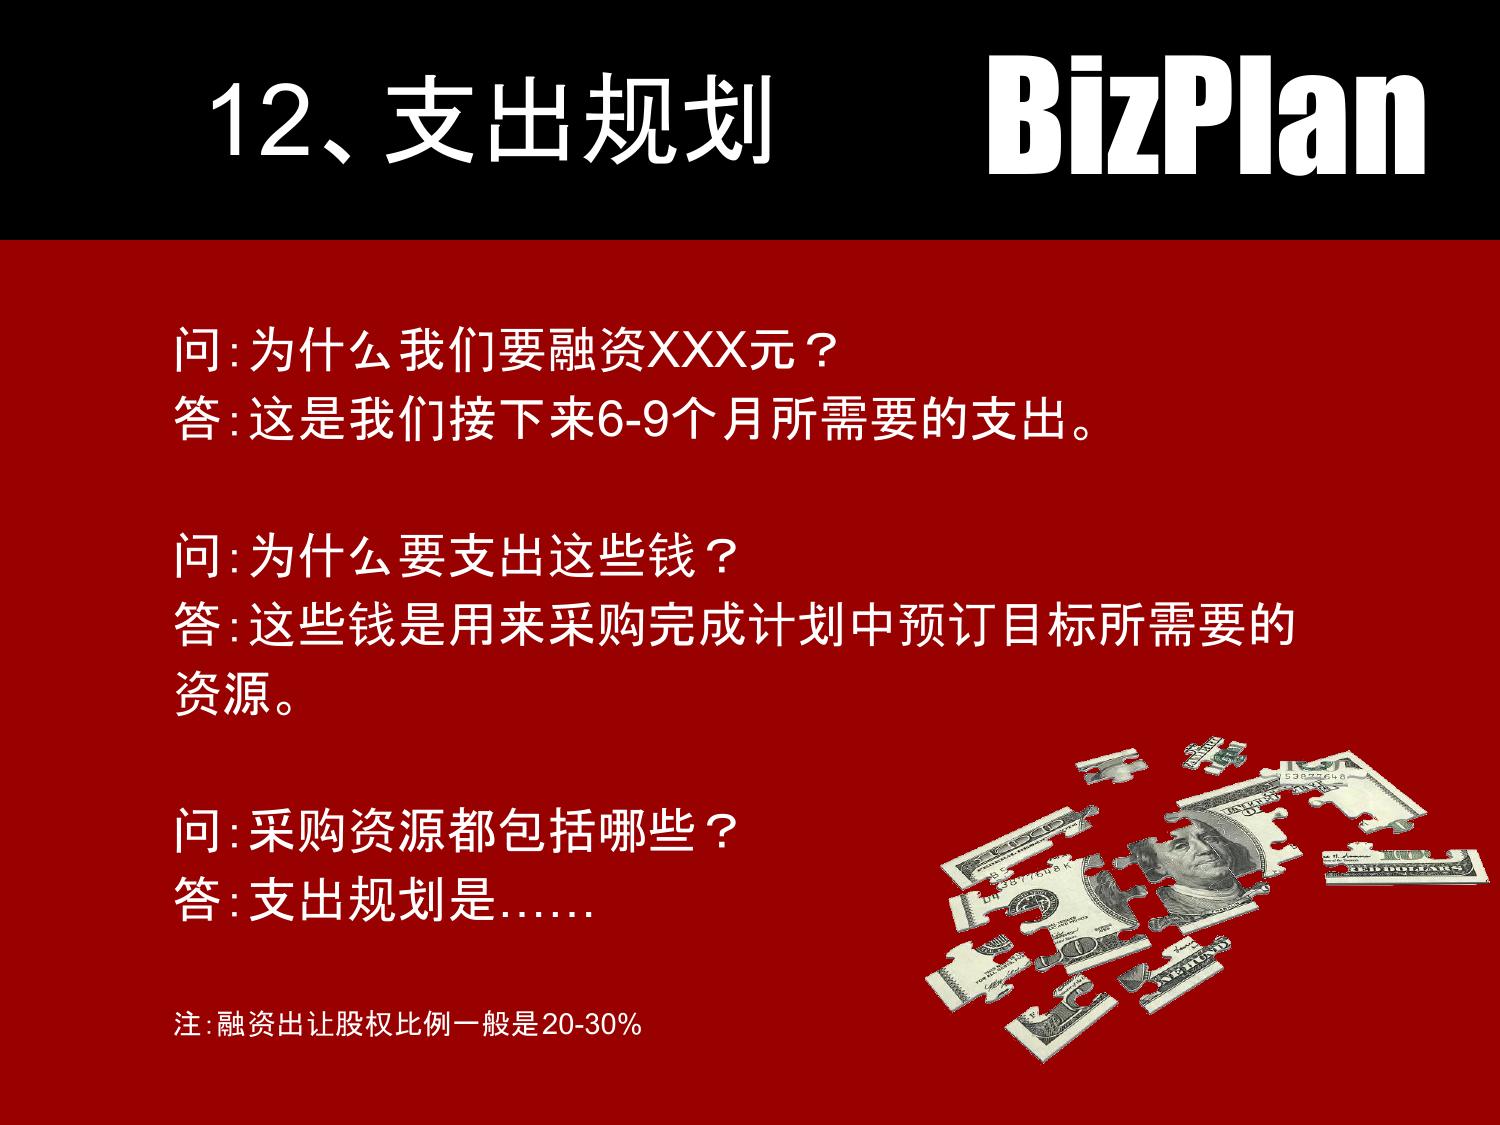 12、支出规划
BizPlan
问:为什么我们要融资XXX元？
答:这是我们接下来6-9个月所需要的支出。
问:为什么要支出这些钱？
答:这些钱是用来采购完成计划中预订目标所需要的
资源。
问:采购资源都包括哪些？
答:支出规划是……
注:融资出让股权比例一般是20-30%